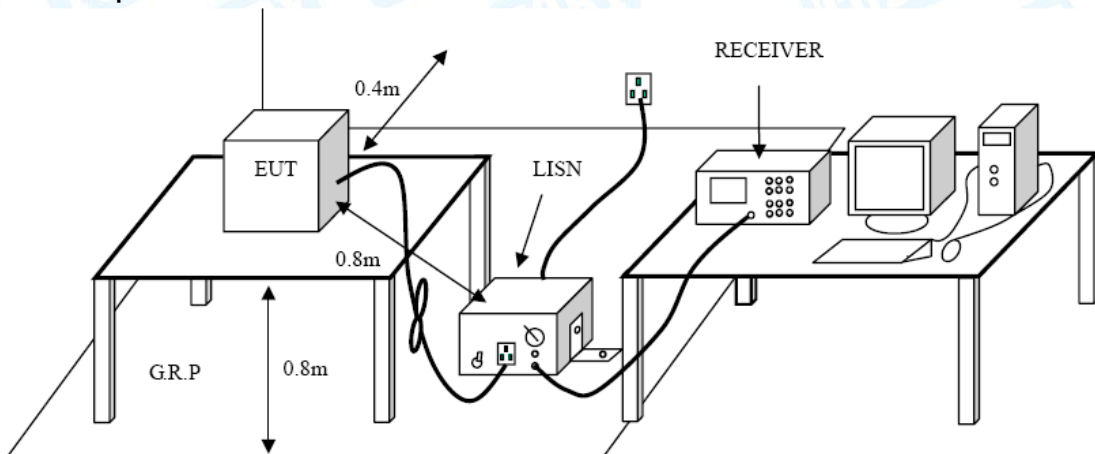 RECEIVER
0.4m
EUT
LISN
0.8m
G.R.P
0.8m